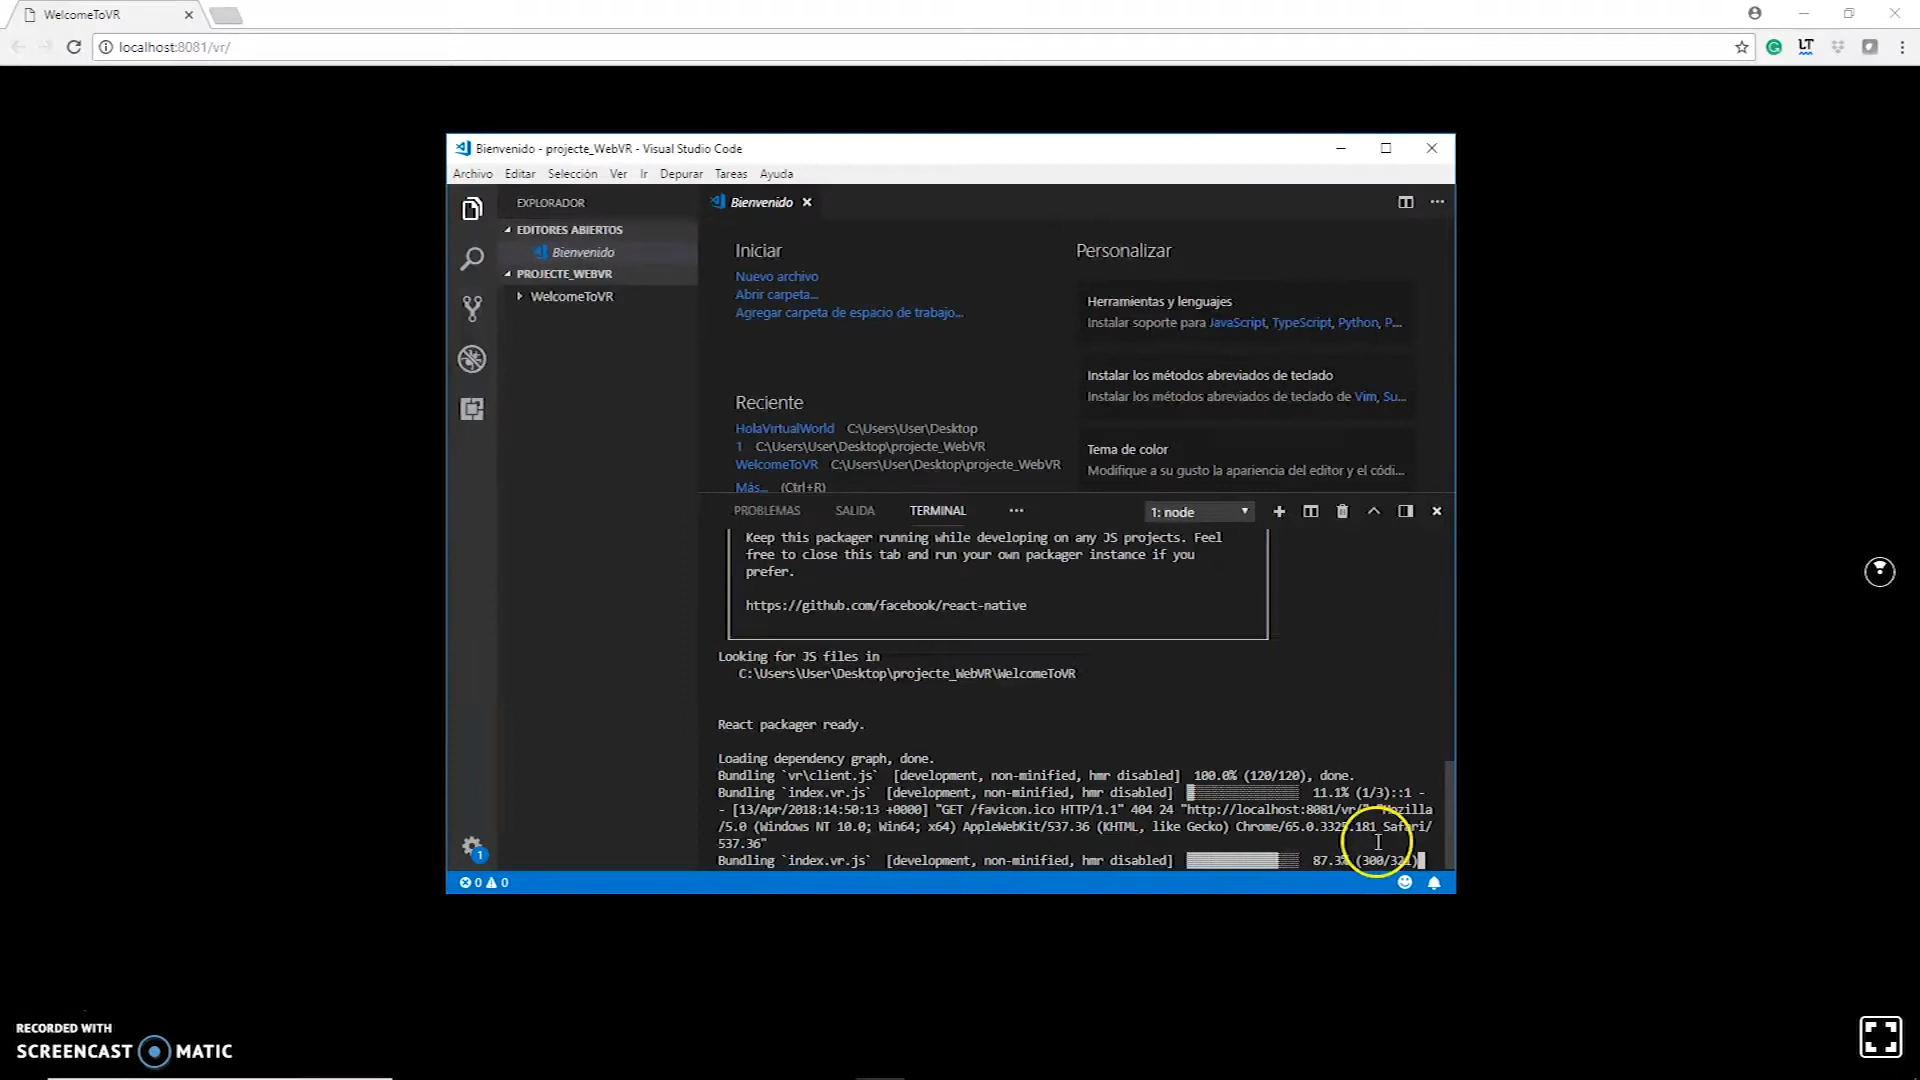 WelcomeToVR
localhost:8081/vr/
LT
Bienvenido - projecte_WebVR - Visual Studio Code
Archivo Editar Selección Ver Ir Depurar Tareas Ayuda
EXPLORADOR
EDITORES ABIERTOS
Bienvenido
PROJECTE_WEBVR
WelcomeToVR
Bienvenido
Iniciar
Nuevo archivo
Abrir carpeta...
Agregar carpeta de espacio de trabajo...
Reciente
HolaVirtualWorld C:\Users\User\Desktop
1 C:\Users\User\Desktop\projecte_WebVR
WelcomeToVR C:\Users\User\Desktop\projecte_WebVR
Más... (Ctrl+R)
Personalizar
Herramientas y lenguajes
Instalar soporte para JavaScript, TypeScript, Python, P...
Instalar los métodos abreviados de teclado
Instalar los métodos abreviados de teclado de Vim, Su...
Tema de color
Modifique a su gusto la apariencia del editor y el códi...
PROBLEMAS SALIDA TERMINAL ... 1: node
Keep this packager running while developing on any JS projects. Feel
free to close this tab and run your own packager instance if you
prefer.
https://github.com/facebook/react-native
Looking for JS files in
C:\Users\User\Desktop\projecte_WebVR\WelcomeToVR
React packager ready.
Loading dependency graph, done.
Bundling `vr\client.js` [development, non-minified, hmr disabled] 100.0% (120/120), done.
Bundling `index.vr.js` [development, non-minified, hmr disabled] 11.1% (1/3)::1 -
- [13/Apr/2018:14:50:13 +0000] "GET /favicon.ico HTTP/1.1" 404 24 "http://localhost:8081/vr/" "Mozilla
/5.0 (Windows NT 10.0; Win64; x64) AppleWebKit/537.36 (KHTML, like Gecko) Chrome/65.0.3325.181 Safari/
537.36"
Bundling `index.vr.js` [development, non-minified, hmr disabled] 87.3% (300/321)
1
0 0
RECORDED WITH
SCREENCAST MATIC